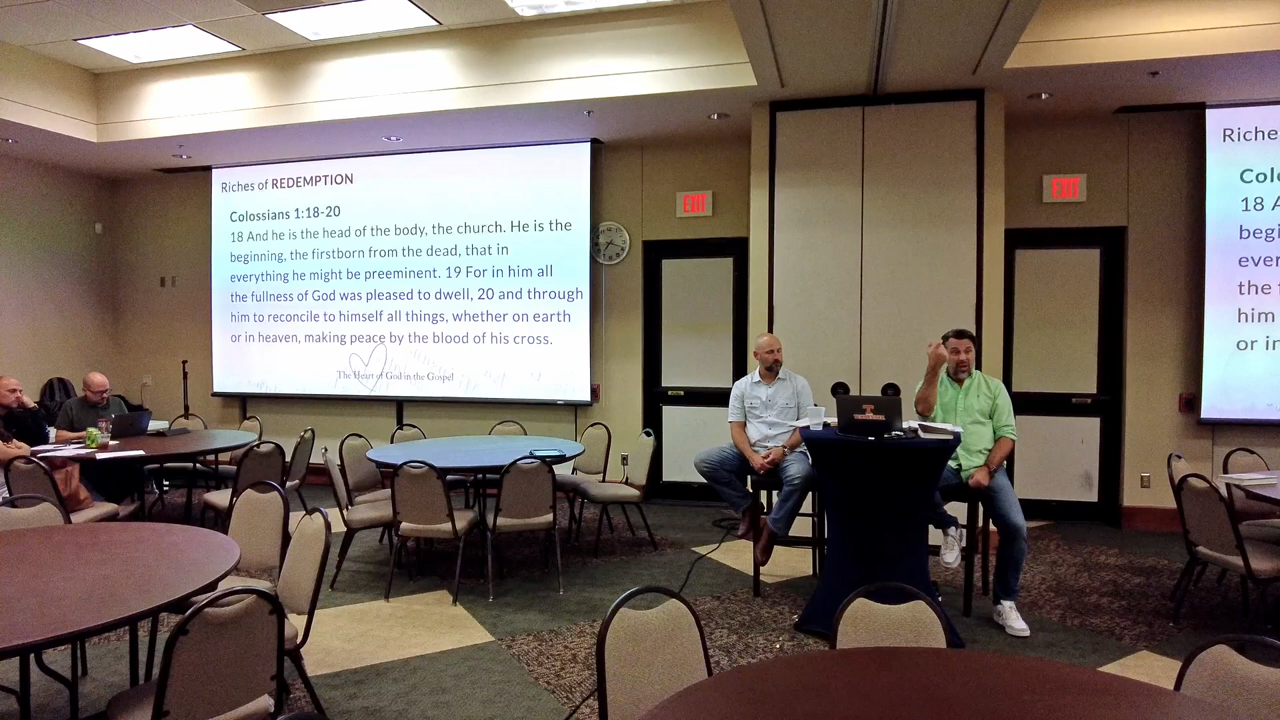 Riches of REDEMPTION
Colossians 1:18-20
18 And he is the head of the body, the church. He is the
beginning, the firstborn from the dead, that in
everything he might be preeminent. 19 For in him all
the fullness of God was pleased to dwell, 20 and through
him to reconcile to himself all things, whether on earth
or in heaven, making peace by the blood of his cross.
The Heart of God in the Gospel
EXIT
EXIT
Riche
Colo
18 A
begi
ever
the f
him
or in
T